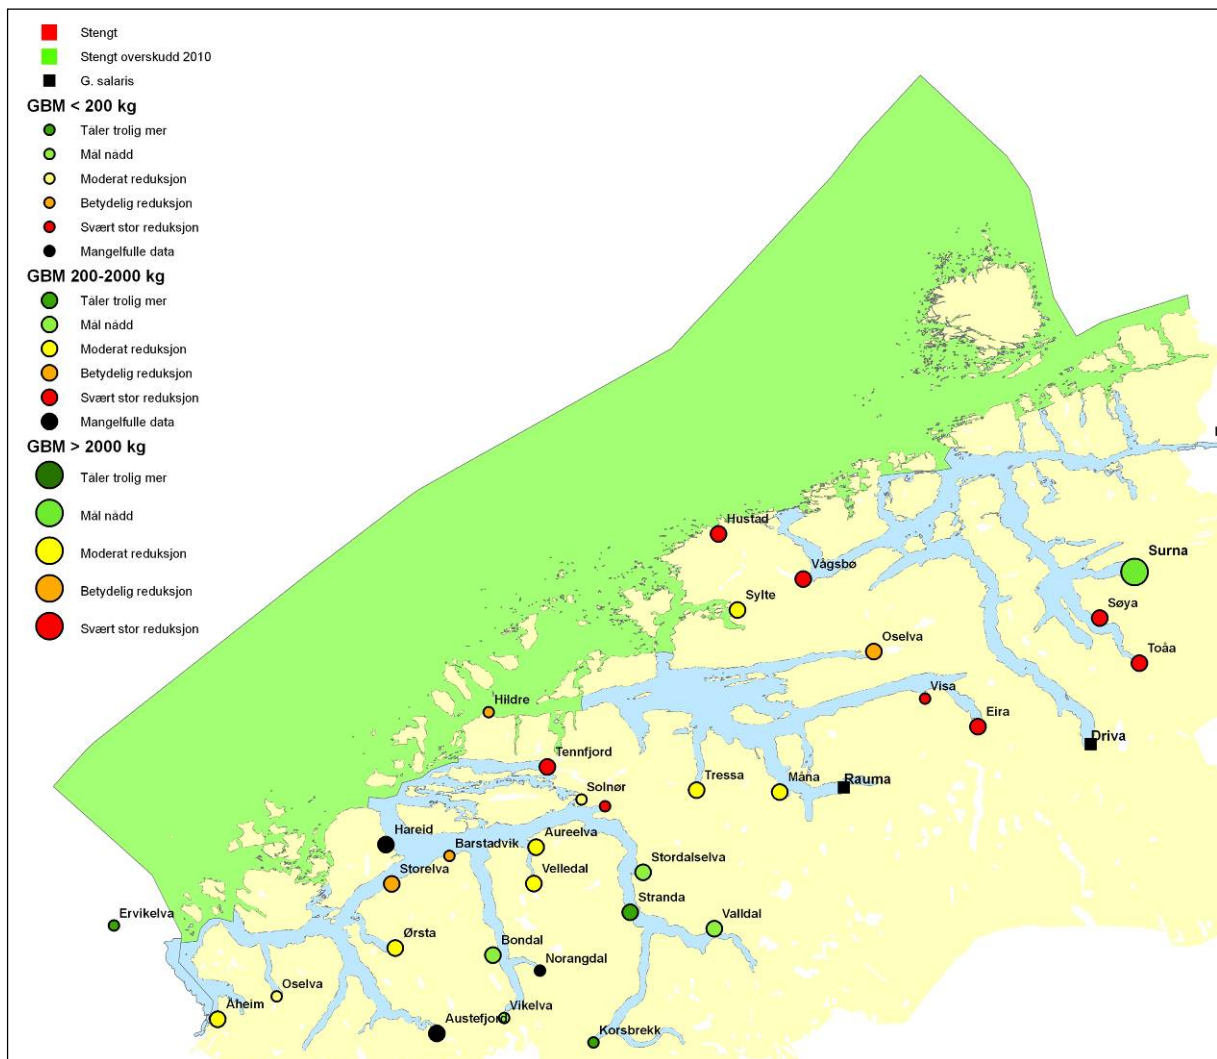 Stengt
Stengt overskudd 2010
G. salaris
GBM < 200 kg
Tåler trolig mer
Mål nådd
Moderat reduksjon
Betydelig reduksjon
Svært stor reduksjon
Mangelfulle data
GBM 200-2000 kg
Tåler trolig mer
Mål nådd
Moderat reduksjon
Betydelig reduksjon
Svært stor reduksjon
Mangelfulle data
GBM > 2000 kg
Tåler trolig mer
Mål nådd
Moderat reduksjon
Betydelig reduksjon
Svært stor reduksjon
Hustad
Vågsbø
Surna
Sylte
Søya
Oselva
Toåa
Visa
Hildre
Eira
Driva
Tennfjord
Tressa
Måna
Rauma
Solnør
Hareid
Barstadvik
Aureelva
Storelva
Velledal
Stordalselva
Stranda
Valldal
Ervikelva
Ørsta
Bondal
Norangdal
Oselva
Åheim
Austefjord
Vikelva
Korsbrekk